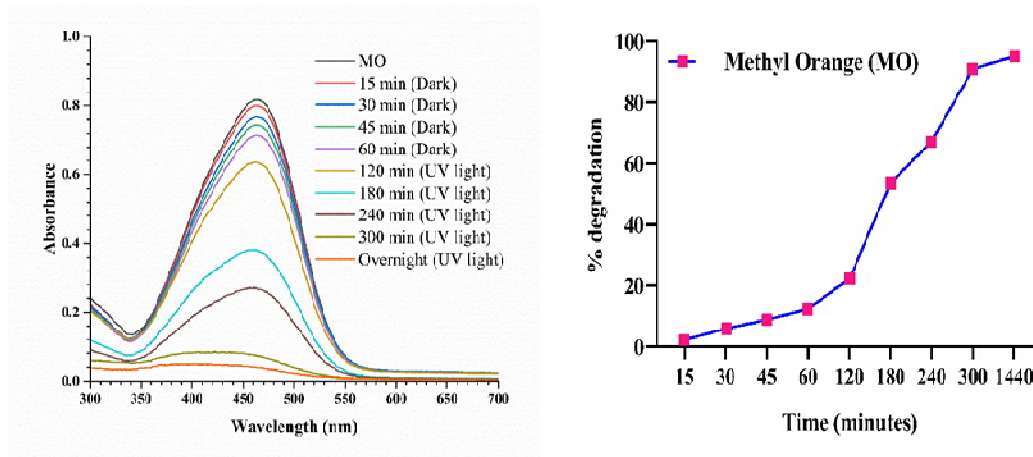 1.0
0.8
0.6
0.4
0.2
0.0
Absorbance
MO
15 min (Dark)
30 min (Dark)
45 min (Dark)
60 min (Dark)
120 min (UV light)
180 min (UV light)
240 min (UV light)
300 min (UV light)
Overnight (UV light)
300 350 400 450 500 550 600 650 700
Wavelength (nm)
100
80
60
40
20
0
% degradation
Methyl Orange (MO)
15 30 45 60 120 180 240 300 1440
Time (minutes)